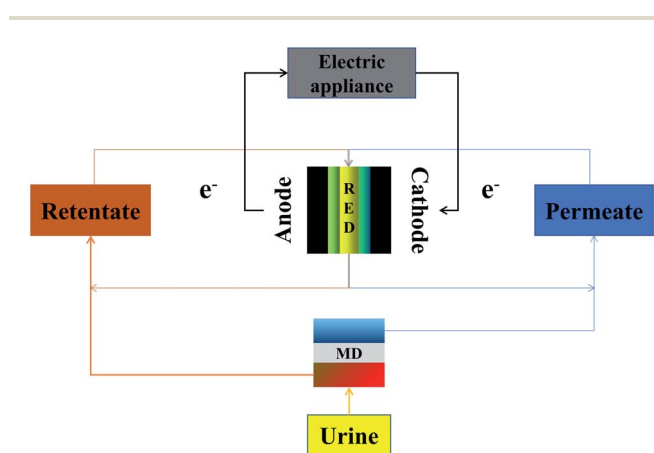 Electric
appliance
Retentate
e-
Anode
R
E
D
Cathode
e-
Permeate
MD
Urine